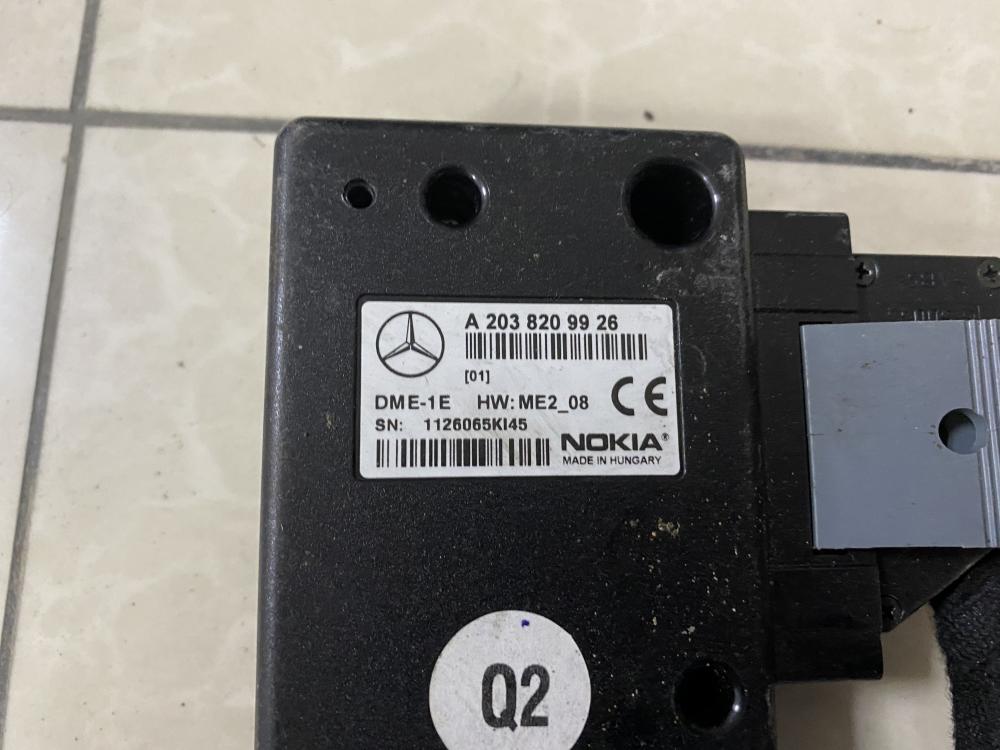 A 203 820 99 26
[01]
DME-1E HW: ME2_08 CE
SN: 1126065KI45
NOKIA®
MADE IN HUNGARY
Q2